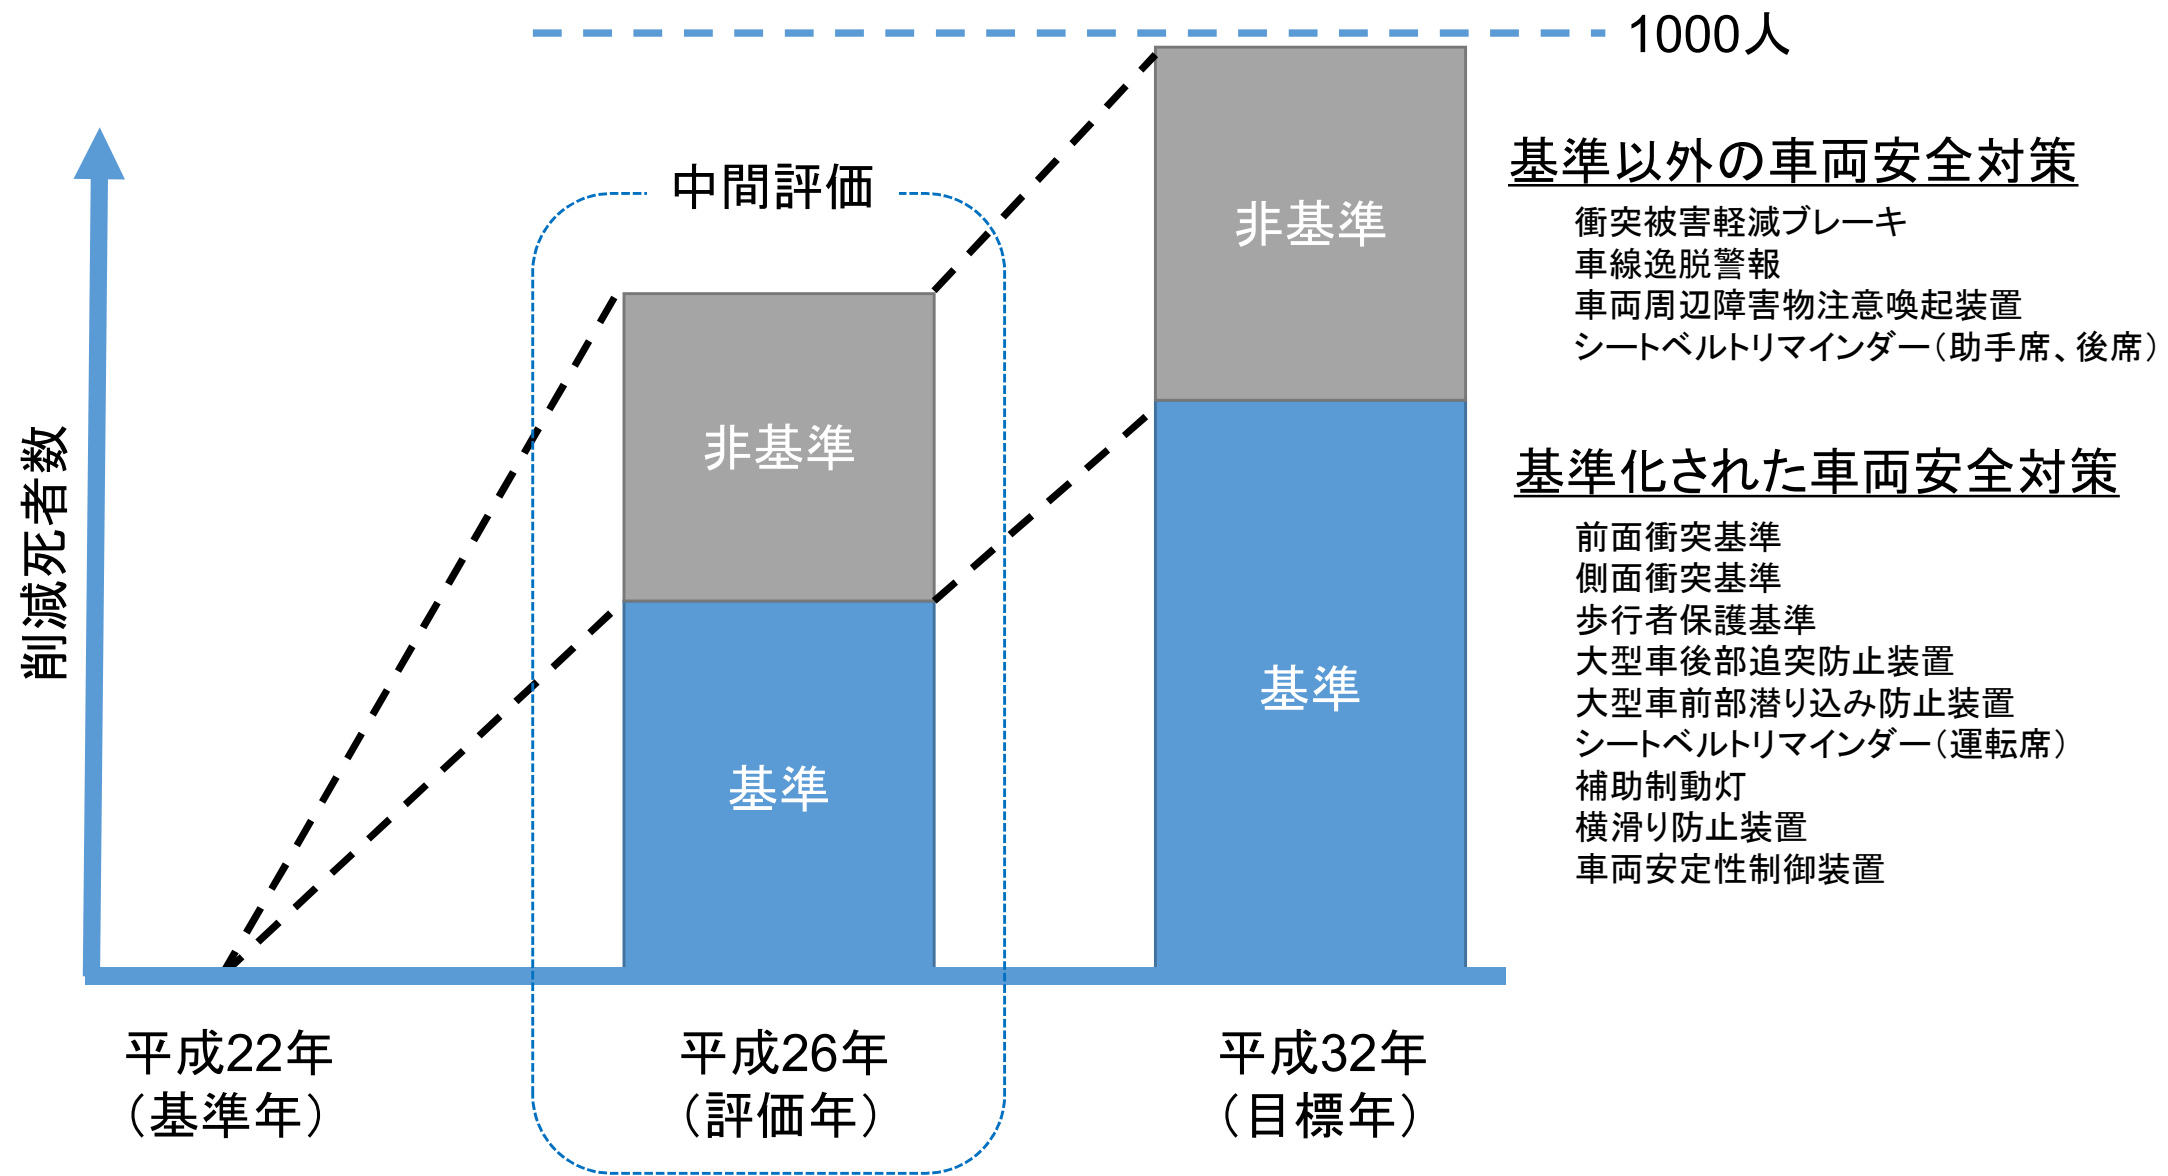 1000人
中間評価
削減死者数
非基準
基準
非基準
基準
基準以外の車両安全対策
衝突被害軽減ブレーキ
車線逸脱警報
車両周辺障害物注意喚起装置
シートベルトリマインダー（助手席、後席）
基準化された車両安全対策
前面衝突基準
側面衝突基準
歩行者保護基準
大型車後部追突防止装置
大型車前部潜り込み防止装置
シートベルトリマインダー（運転席）
補助制動灯
横滑り防止装置
車両安定性制御装置
平成22年
（基準年）
平成26年
（評価年）
平成32年
（目標年）